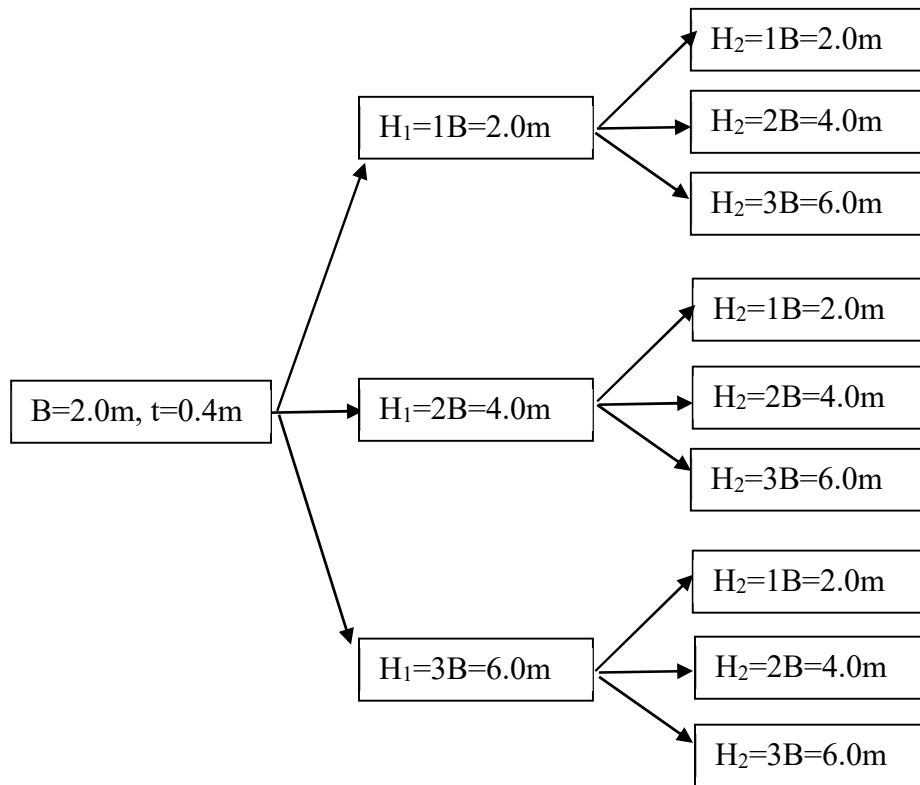 H₂=1B=2.0m
H₁=1B=2.0m
H₂=2B=4.0m
H₂=3B=6.0m
H₂=1B=2.0m
B=2.0m, t=0.4m
H₁=2B=4.0m
H₂=2B=4.0m
H₂=3B=6.0m
H₂=1B=2.0m
H₁=3B=6.0m
H₂=2B=4.0m
H₂=3B=6.0m